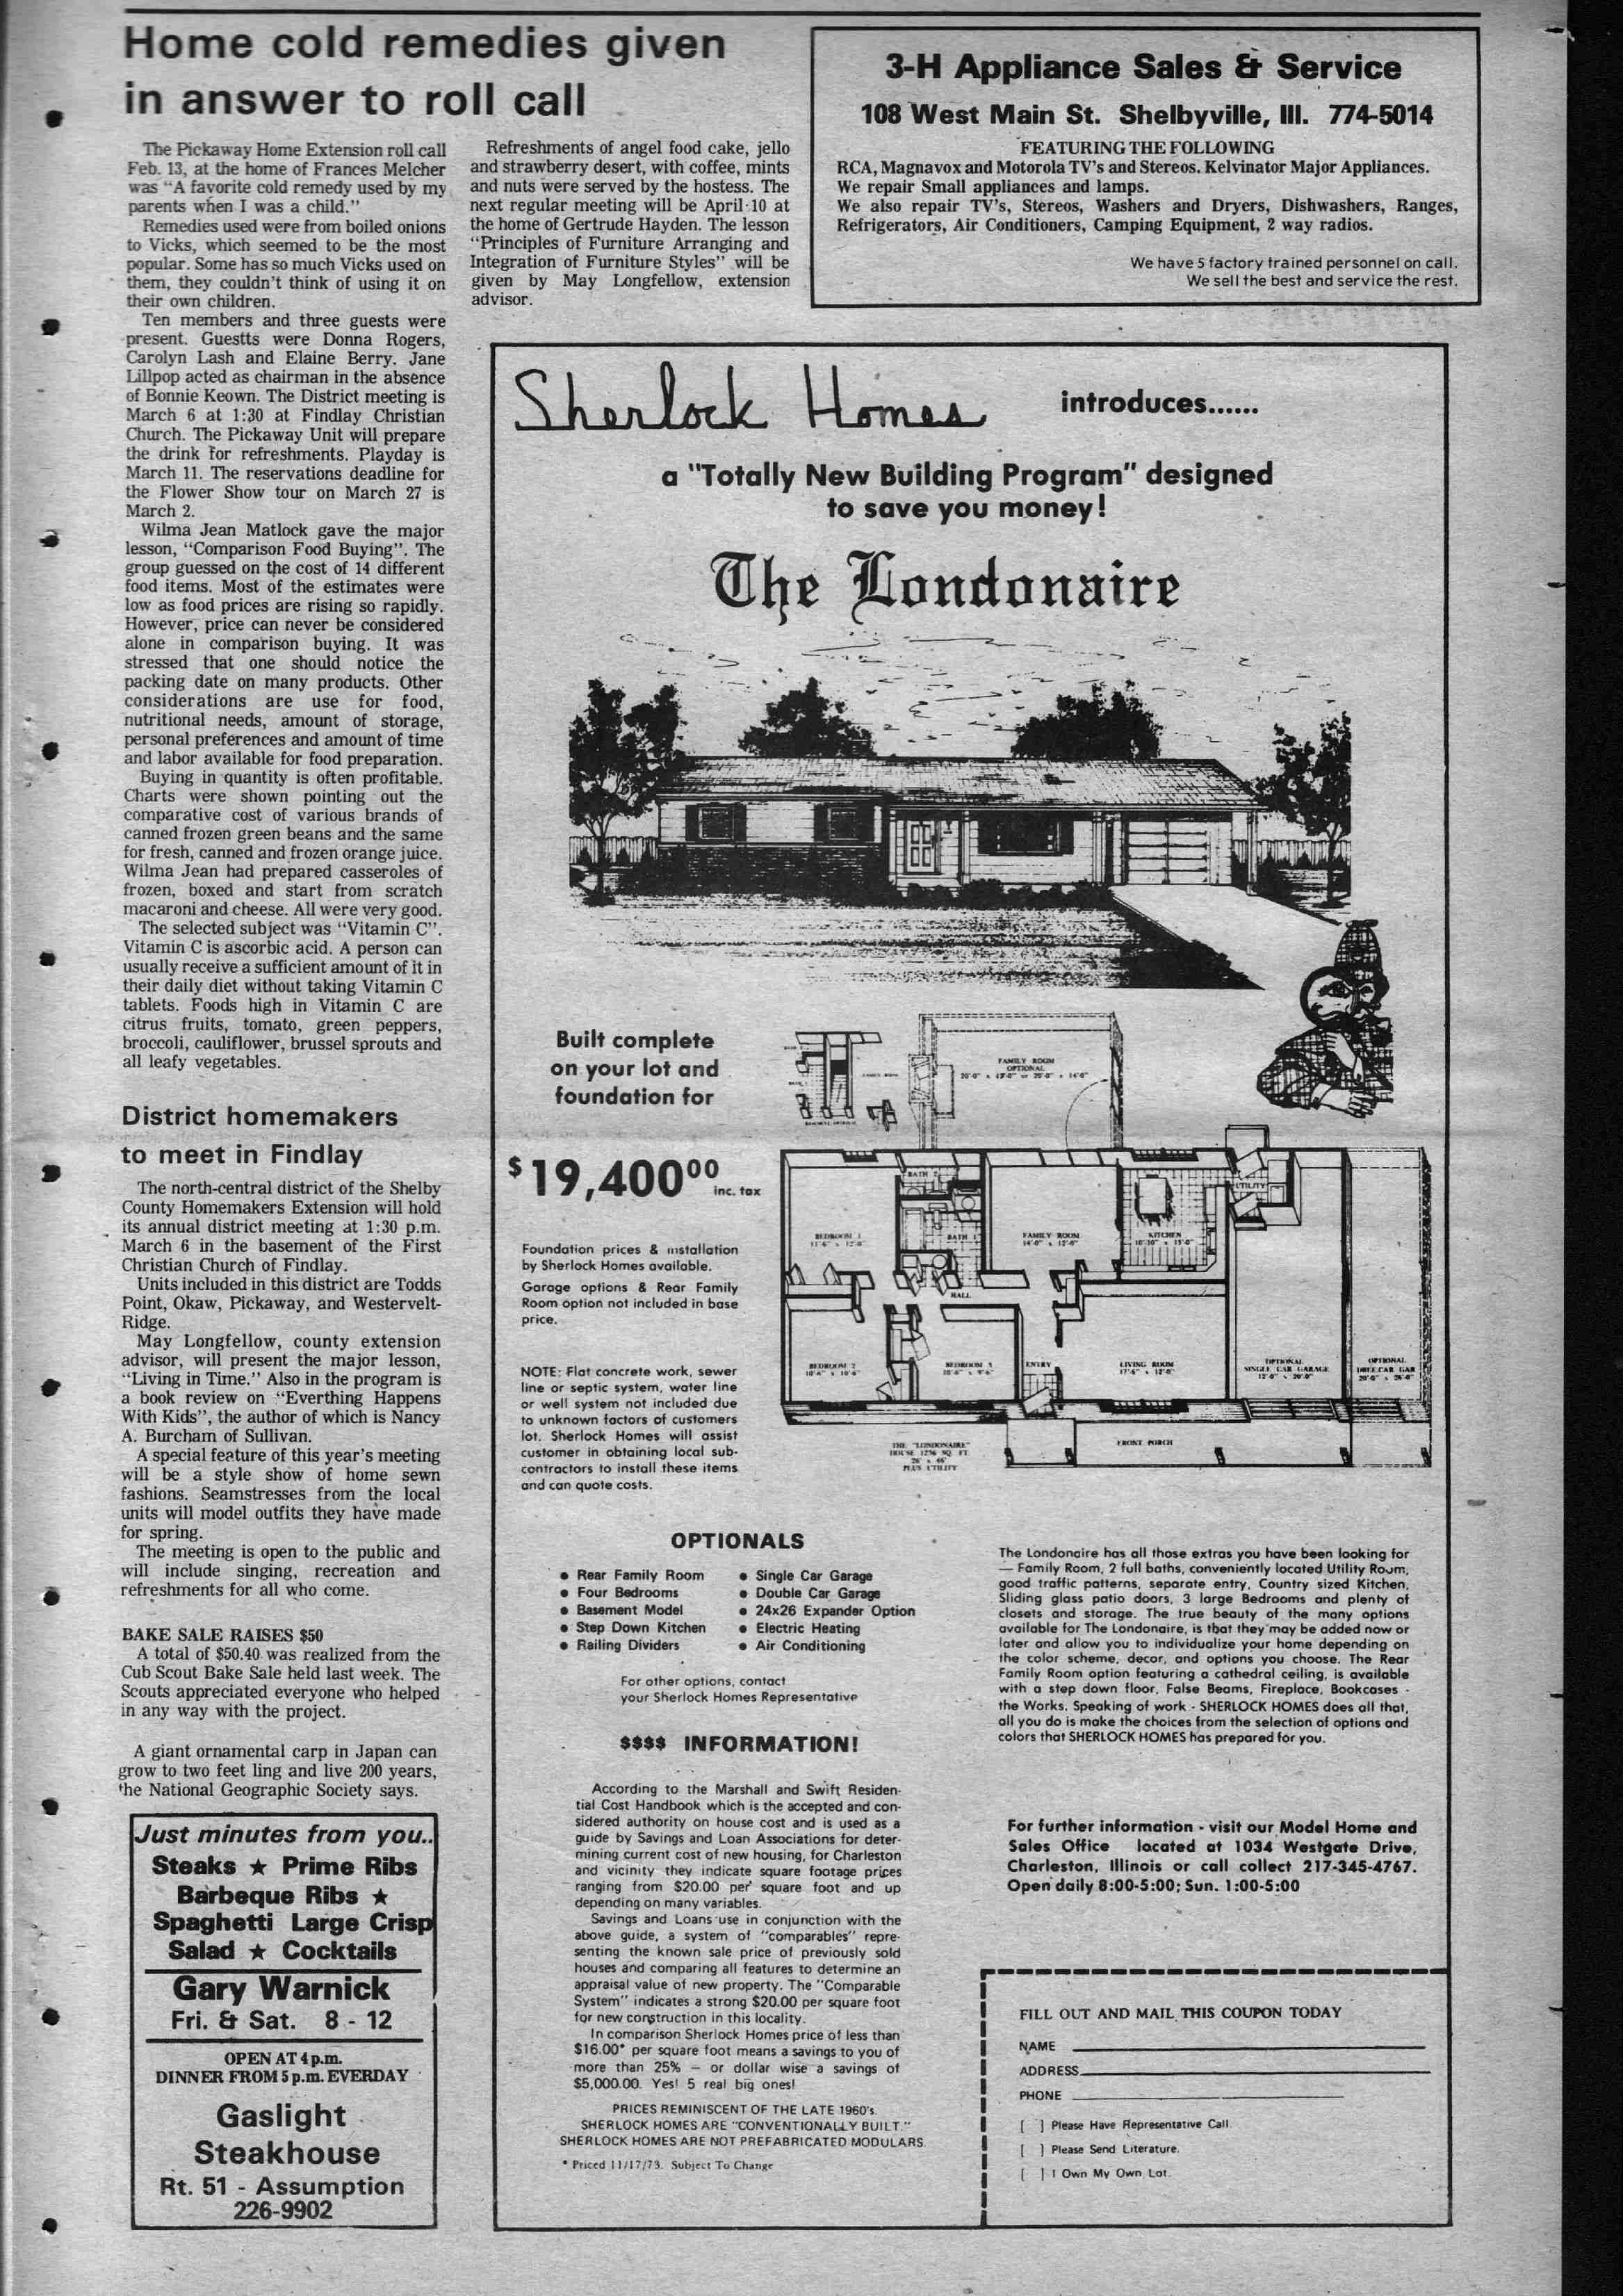 Home cold remedies given
in answer to roll call
The Pickaway Home Extension roll call
Feb. 13, at the home of Frances Melcher
was "A favorite cold remedy used by my
parents when I was a child."
Remedies used were from boiled onions
to Vicks, which seemed to be the most
popular. Some has so much Vicks used on
them, they couldn't think of using it on
their own children.
Ten members and three guests were
present. Guestts were Donna Rogers,
Carolyn Lash and Elaine Berry. Jane
Lillpop acted as chairman in the absence
of Bonnie Keown. The District meeting is
March 6 at 1:30 at Findlay Christian
Church. The Pickaway Unit will prepare
the drink for refreshments. Playday is
March 11. The reservations deadline for
the Flower Show tour on March 27 is
March 2.
Wilma Jean Matlock gave the major
lesson, "Comparison Food Buying". The
group guessed on the cost of 14 different
food items. Most of the estimates were
low as food prices are rising so rapidly.
However, price can never be considered
alone in comparison buying. It was
stressed that one should notice the
packing date on many products. Other
considerations are use for food,
nutritional needs, amount of storage,
personal preferences and amount of time
and labor available for food preparation.
Buying in quantity is often profitable.
Charts were shown pointing out the
comparative cost of various brands of
canned frozen green beans and the same
for fresh, canned and frozen orange juice.
Wilma Jean had prepared casseroles of
frozen, boxed and start from scratch
macaroni and cheese. All were very good.
The selected subject was "Vitamin C".
Vitamin C is ascorbic acid. A person can
usually receive a sufficient amount of it in
their daily diet without taking Vitamin C
tablets. Foods high in Vitamin C are
citrus fruits, tomato, green peppers,
broccoli, cauliflower, brussel sprouts and
all leafy vegetables.
Refreshments of angel food cake, jello
and strawberry desert, with coffee, mints
and nuts were served by the hostess. The
next regular meeting will be April 10 at
the home of Gertrude Hayden. The lesson
"Principles of Furniture Arranging and
Integration of Furniture Styles" will be
given by May Longfellow, extension
advisor.
District homemakers
to meet in Findlay
The north-central district of the Shelby
County Homemakers Extension will hold
its annual district meeting at 1:30 p.m.
March 6 in the basement of the First
Christian Church of Findlay.
Units included in this district are Todds
Point, Okaw, Pickaway, and Westervelt-
Ridge.
May Longfellow, county extension
advisor, will present the major lesson,
"Living in Time." Also in the program is
a book review on "Everthing Happens
With Kids", the author of which is Nancy
A. Burcham of Sullivan.
A special feature of this year's meeting
will be a style show of home sewn
fashions. Seamstresses from the local
units will model outfits they have made
for spring.
The meeting is open to the public and
will include singing, recreation and
refreshments for all who come.
BAKE SALE RAISES $50
A total of $50.40 was realized from the
Cub Scout Bake Sale held last week. The
Scouts appreciated everyone who helped
in any way with the project.
A giant ornamental carp in Japan can
grow to two feet ling and live 200 years,
the National Geographic Society says.
Just minutes from you..
Steaks ★ Prime Ribs
Barbeque Ribs ★
Spaghetti Large Crisp
Salad ★ Cocktails
Gary Warnick
Fri. & Sat. 8 - 12
OPEN AT 4 p.m.
DINNER FROM 5 p.m. EVERDAY
Gaslight
Steakhouse
Rt. 51 - Assumption
226-9902
3-H Appliance Sales & Service
108 West Main St. Shelbyville, Ill. 774-5014
FEATURING THE FOLLOWING
RCA, Magnavox and Motorola TV's and Stereos. Kelvinator Major Appliances.
We repair Small appliances and lamps.
We also repair TV's, Stereos, Washers and Dryers, Dishwashers, Ranges,
Refrigerators, Air Conditioners, Camping Equipment, 2 way radios.
We have 5 factory trained personnel on call.
We sell the best and service the rest.
Sherlock Homes introduces......
a "Totally New Building Program" designed
to save you money!
The Londonaire
Built complete
on your lot and
foundation for
$19,400⁰⁰ inc. tax
Foundation prices & installation
by Sherlock Homes available.
Garage options & Rear Family
Room option not included in base
price.
NOTE: Flat concrete work, sewer
line or septic system, water line
or well system not included due
to unknown factors of customers
lot. Sherlock Homes will assist
customer in obtaining local sub-
contractors to install these items
and can quote costs.
FAMILY ROOM
OPTIONAL
BATH 2
BEDROOM 1
11'-6" x 12'-0"
BATH 1
FAMILY ROOM
14'-0" x 12'-0"
KITCHEN
10'-10" x 15'-0"
UTILITY
HALL
BEDROOM 2
10'-6" x 10'-6"
BEDROOM 3
10'-6" x 9'-6"
ENTRY
LIVING ROOM
17'-6" x 12'-0"
OPTIONAL
SINGLE CAR GARAGE
12'-0" x 20'-0"
OPTIONAL
FRONT PORCH
THE "LONDONAIRE"
HOUSE 1236 SQ. FT.
26' x 46'
PLUS UTILITY
OPTIONALS
• Rear Family Room
• Four Bedrooms
• Basement Model
• Step Down Kitchen
• Railing Dividers
• Single Car Garage
• Double Car Garage
• 24x26 Expander Option
• Electric Heating
• Air Conditioning
For other options, contact
your Sherlock Homes Representative
$$$$ INFORMATION!
According to the Marshall and Swift Residen-
tial Cost Handbook which is the accepted and con-
sidered authority on house cost and is used as a
guide by Savings and Loan Associations for deter-
mining current cost of new housing, for Charleston
and vicinity they indicate square footage prices
ranging from $20.00 per square foot and up
depending on many variables.
Savings and Loans use in conjunction with the
above guide, a system of "comparables" repre-
senting the known sale price of previously sold
houses and comparing all features to determine an
appraisal value of new property. The "Comparable
System" indicates a strong $20.00 per square foot
for new construction in this locality.
In comparison Sherlock Homes price of less than
$16.00* per square foot means a savings to you of
more than 25% — or dollar wise a savings of
$5,000.00. Yes! 5 real big ones!
PRICES REMINISCENT OF THE LATE 1960's.
SHERLOCK HOMES ARE "CONVENTIONALLY BUILT."
SHERLOCK HOMES ARE NOT PREFABRICATED MODULARS.
* Priced 11/17/73. Subject To Change
The Londonaire has all those extras you have been looking for
— Family Room, 2 full baths, conveniently located Utility Room,
good traffic patterns, separate entry, Country sized Kitchen,
Sliding glass patio doors, 3 large Bedrooms and plenty of
closets and storage. The true beauty of the many options
available for The Londonaire, is that they may be added now or
later and allow you to individualize your home depending on
the color scheme, decor, and options you choose. The Rear
Family Room option featuring a cathedral ceiling, is available
with a step down floor, False Beams, Fireplace, Bookcases -
the Works. Speaking of work - SHERLOCK HOMES does all that,
all you do is make the choices from the selection of options and
colors that SHERLOCK HOMES has prepared for you.
For further information - visit our Model Home and
Sales Office located at 1034 Westgate Drive,
Charleston, Illinois or call collect 217-345-4767.
Open daily 8:00-5:00; Sun. 1:00-5:00
FILL OUT AND MAIL THIS COUPON TODAY
NAME
ADDRESS
PHONE
[ ] Please Have Representative Call.
[ ] Please Send Literature.
[ ] I Own My Own Lot.